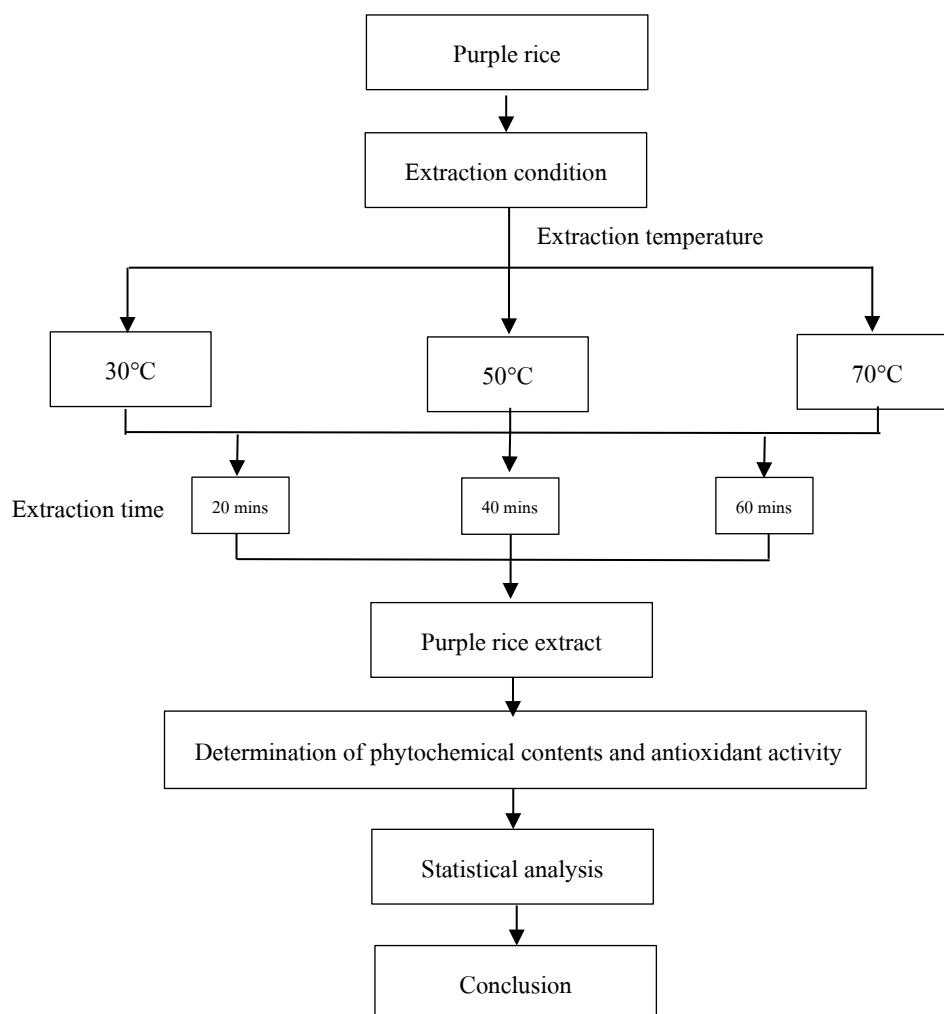 Purple rice
Extraction condition
Extraction temperature
30°C
50°C
70°C
Extraction time
20 mins
40 mins
60 mins
Purple rice extract
Determination of phytochemical contents and antioxidant activity
Statistical analysis
Conclusion